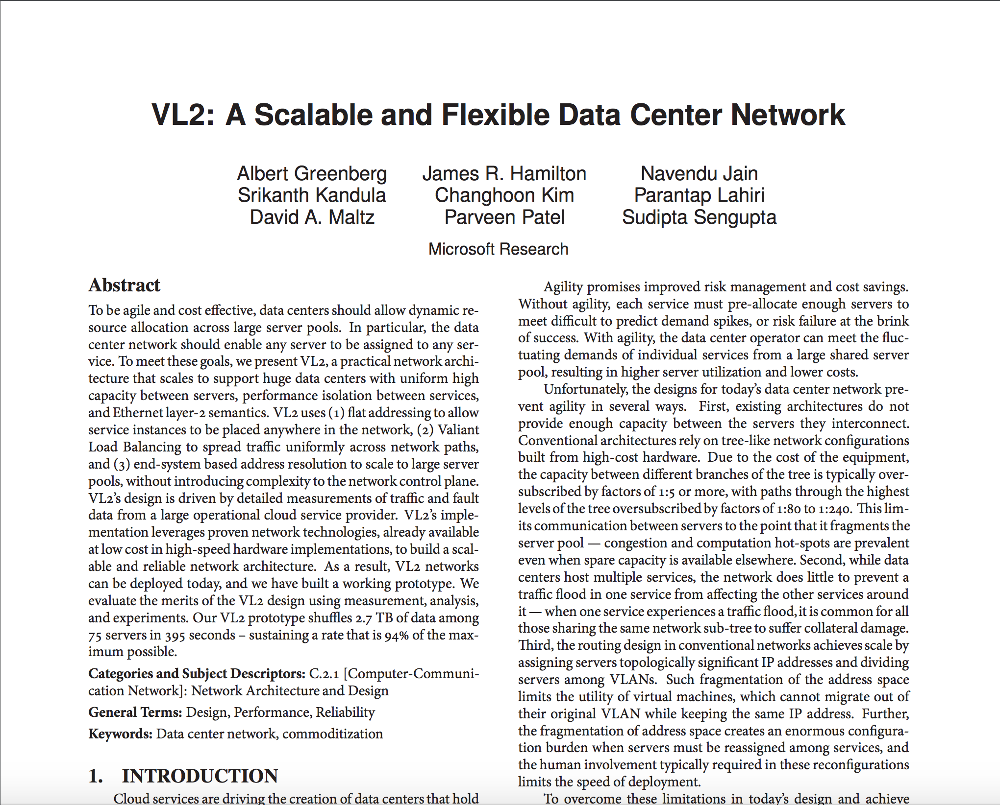 VL2: A Scalable and Flexible Data Center Network
Albert Greenberg James R. Hamilton Navendu Jain
Srikanth Kandula Changhoon Kim Parantap Lahiri
David A. Maltz Parveen Patel Sudipta Sengupta
Microsoft Research
Abstract
To be agile and cost effective, data centers should allow dynamic re-
source allocation across large server pools. In particular, the data
center network should enable any server to be assigned to any ser-
vice. To meet these goals, we present VL2, a practical network archi-
tecture that scales to support huge data centers with uniform high
capacity between servers, performance isolation between services,
and Ethernet layer-2 semantics. VL2 uses (1) flat addressing to allow
service instances to be placed anywhere in the network, (2) Valiant
Load Balancing to spread traffic uniformly across network paths,
and (3) end-system based address resolution to scale to large server
pools, without introducing complexity to the network control plane.
VL2's design is driven by detailed measurements of traffic and fault
data from a large operational cloud service provider. VL2's imple-
mentation leverages proven network technologies, already available
at low cost in high-speed hardware implementations, to build a scal-
able and reliable network architecture. As a result, VL2 networks
can be deployed today, and we have built a working prototype. We
evaluate the merits of the VL2 design using measurement, analysis,
and experiments. Our VL2 prototype shuffles 2.7 TB of data among
75 servers in 395 seconds – sustaining a rate that is 94% of the max-
imum possible.
Categories and Subject Descriptors: C.2.1 [Computer-Communi-
cation Network]: Network Architecture and Design
General Terms: Design, Performance, Reliability
Keywords: Data center network, commoditization
1. INTRODUCTION
Cloud services are driving the creation of data centers that hold
Agility promises improved risk management and cost savings.
Without agility, each service must pre-allocate enough servers to
meet difficult to predict demand spikes, or risk failure at the brink
of success. With agility, the data center operator can meet the fluc-
tuating demands of individual services from a large shared server
pool, resulting in higher server utilization and lower costs.
Unfortunately, the designs for today's data center network pre-
vent agility in several ways. First, existing architectures do not
provide enough capacity between the servers they interconnect.
Conventional architectures rely on tree-like network configurations
built from high-cost hardware. Due to the cost of the equipment,
the capacity between different branches of the tree is typically over-
subscribed by factors of 1:5 or more, with paths through the highest
levels of the tree oversubscribed by factors of 1:80 to 1:240. This lim-
its communication between servers to the point that it fragments the
server pool — congestion and computation hot-spots are prevalent
even when spare capacity is available elsewhere. Second, while data
centers host multiple services, the network does little to prevent a
traffic flood in one service from affecting the other services around
it — when one service experiences a traffic flood, it is common for all
those sharing the same network sub-tree to suffer collateral damage.
Third, the routing design in conventional networks achieves scale by
assigning servers topologically significant IP addresses and dividing
servers among VLANs. Such fragmentation of the address space
limits the utility of virtual machines, which cannot migrate out of
their original VLAN while keeping the same IP address. Further,
the fragmentation of address space creates an enormous configura-
tion burden when servers must be reassigned among services, and
the human involvement typically required in these reconfigurations
limits the speed of deployment.
To overcome these limitations in today's design and achieve